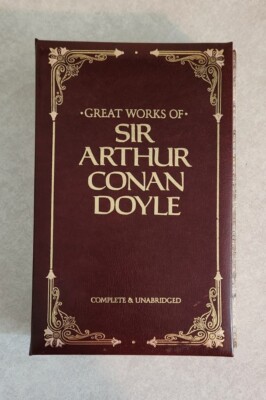 ·GREAT WORKS OF·
SIR
ARTHUR
CONAN
DOYLE
COMPLETE & UNABRIDGED